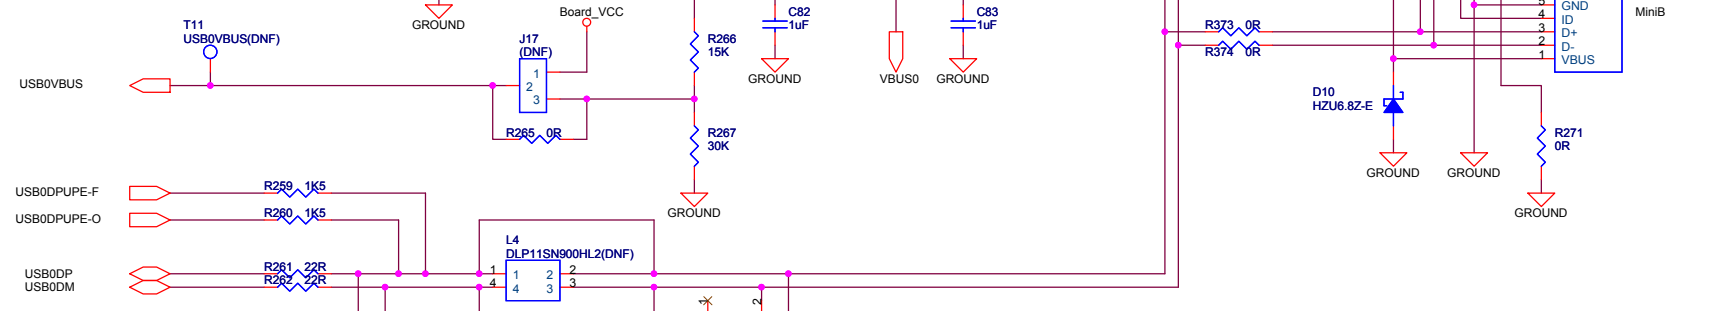 GROUND
T11
USB0VBUS(DNF)
USB0VBUS
J17
(DNF)
1
2
3
Board_VCC
R265 0R
R266
15K
R267
30K
GROUND
C82
1uF
GROUND
VBUS0
C83
1uF
GROUND
R373 0R
R374 0R
5 GND
4 ID
3 D+
2 D-
1 VBUS
MiniB
D10
HZU6.8Z-E
GROUND
GROUND
R271
0R
GROUND
USB0DPUPE-F
R259 1K5
USB0DPUPE-O
R260 1K5
USB0DP
R261 22R
USB0DM
R262 22R
L4
DLP11SN900HL2(DNF)
1 1 2 2
4 4 3 3
1
2